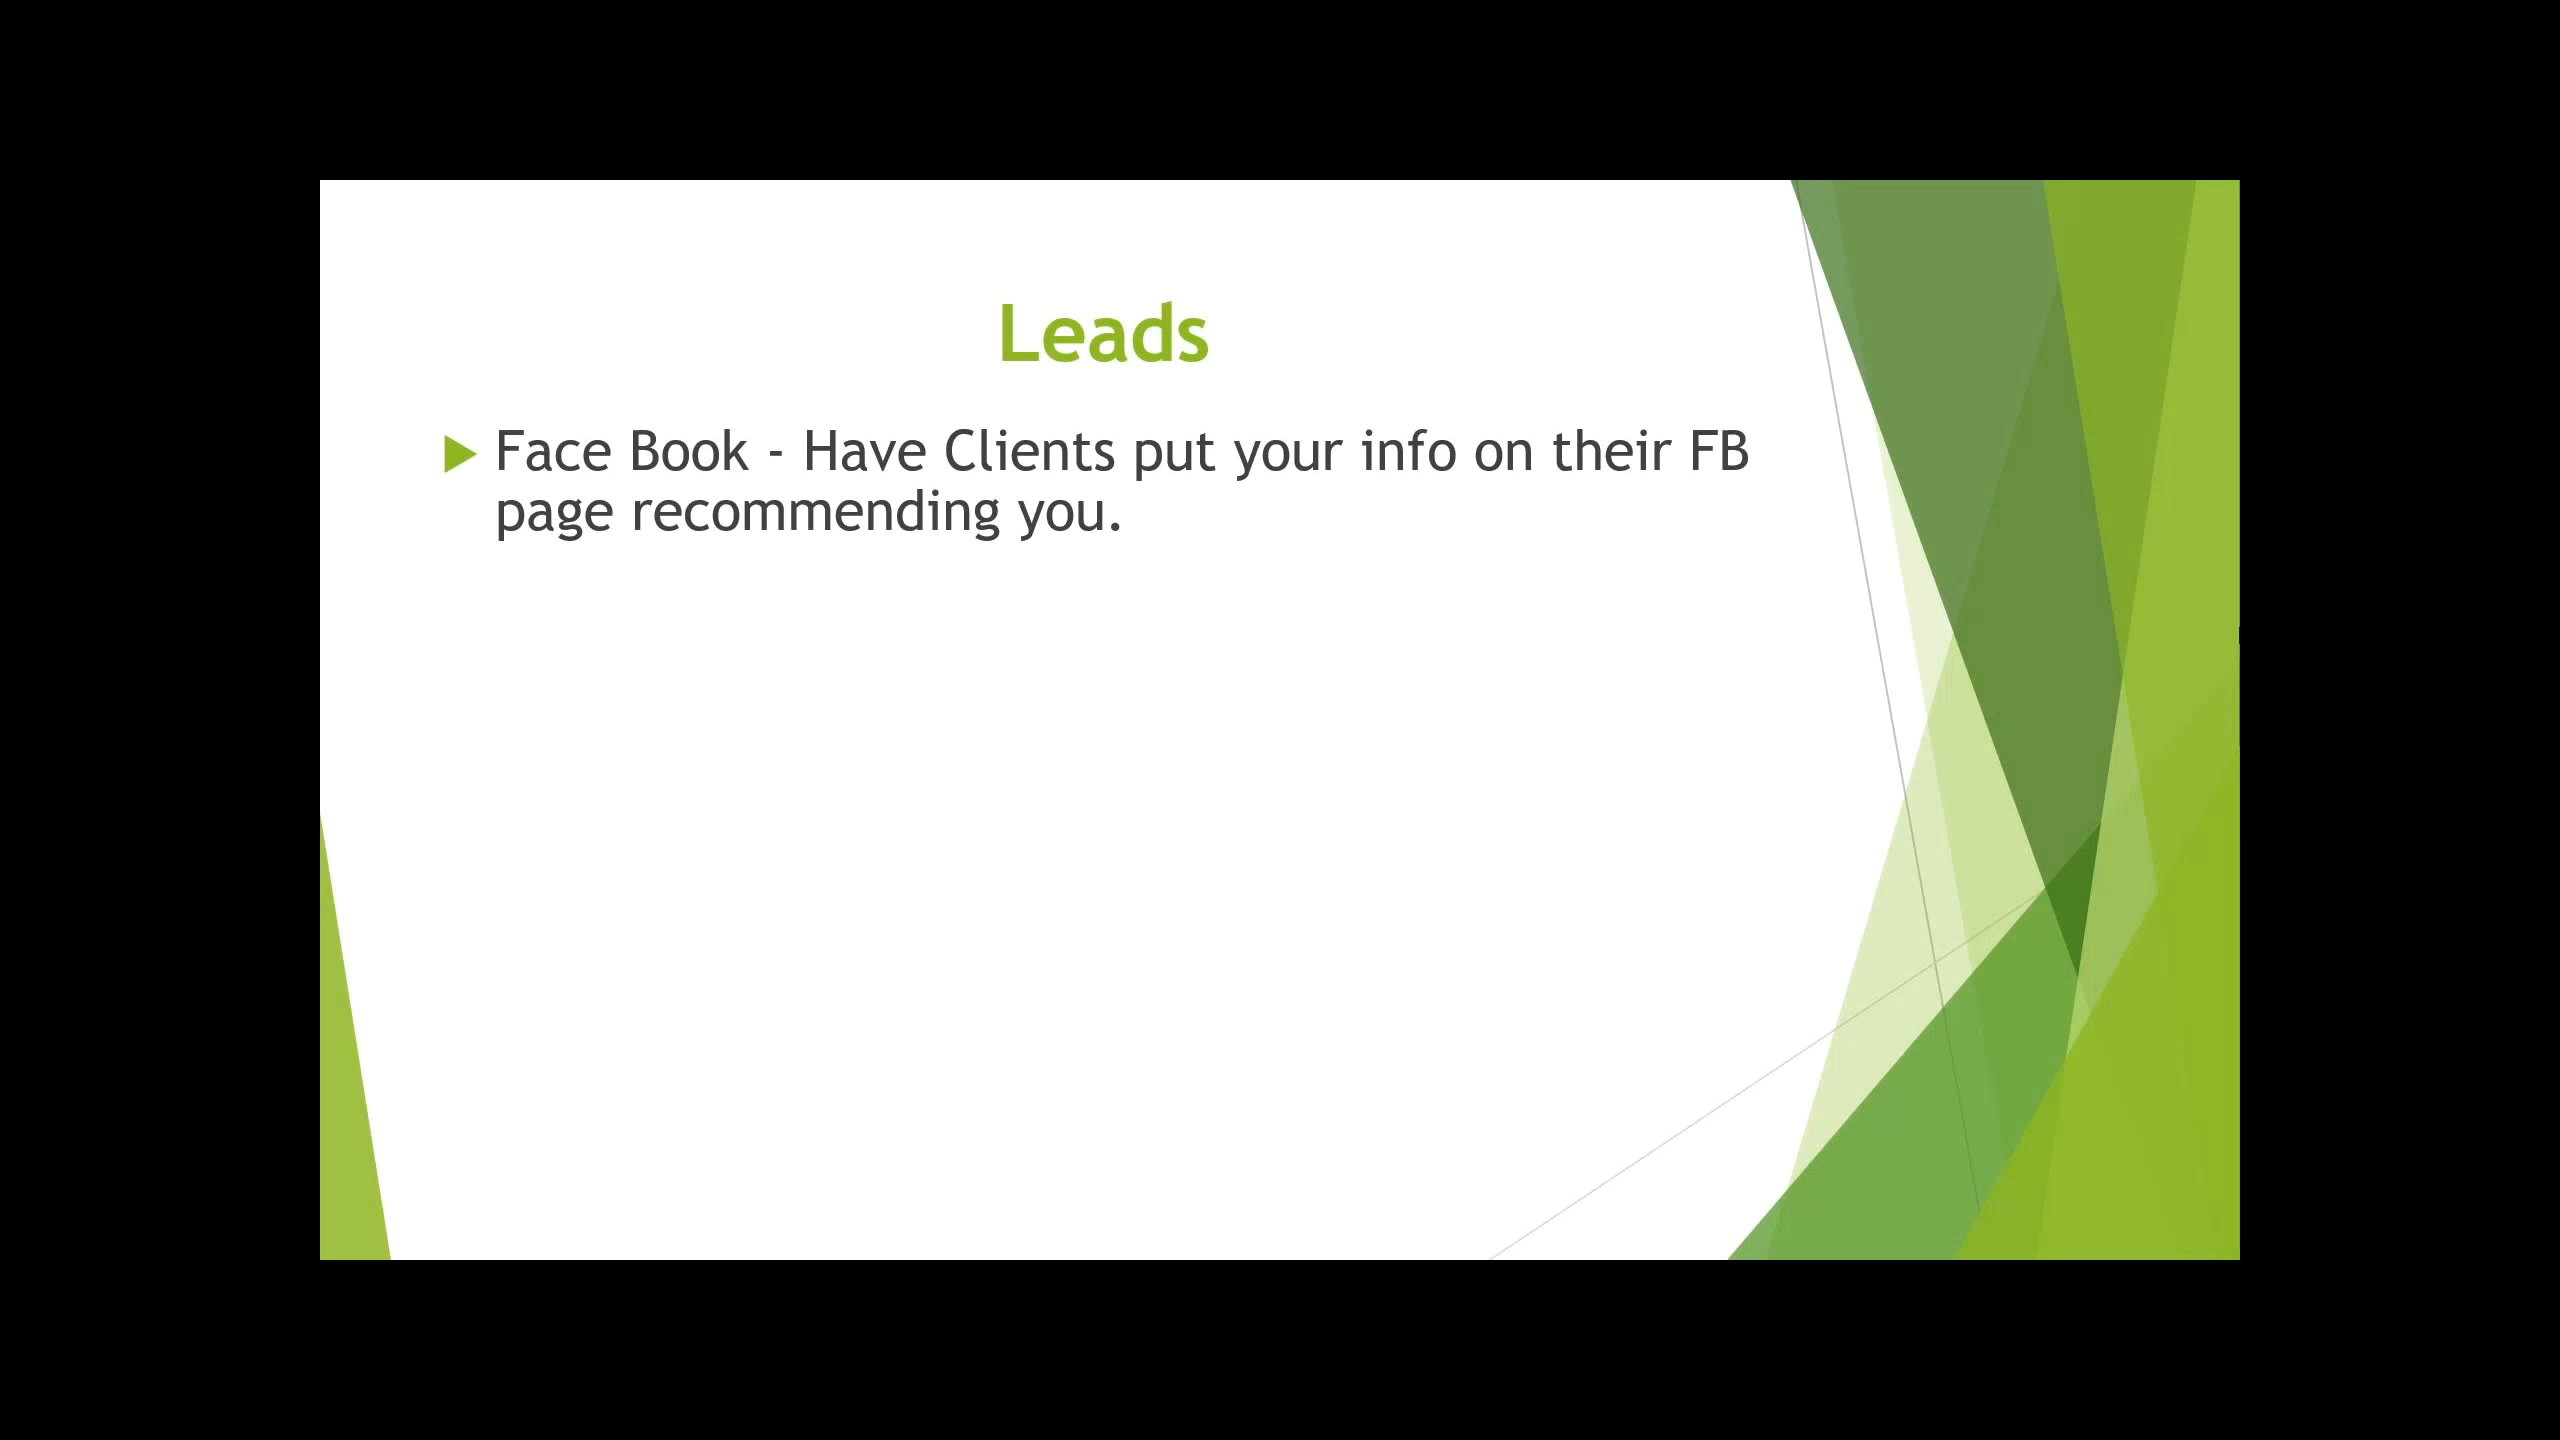 Leads
Face Book - Have Clients put your info on their FB
page recommending you.